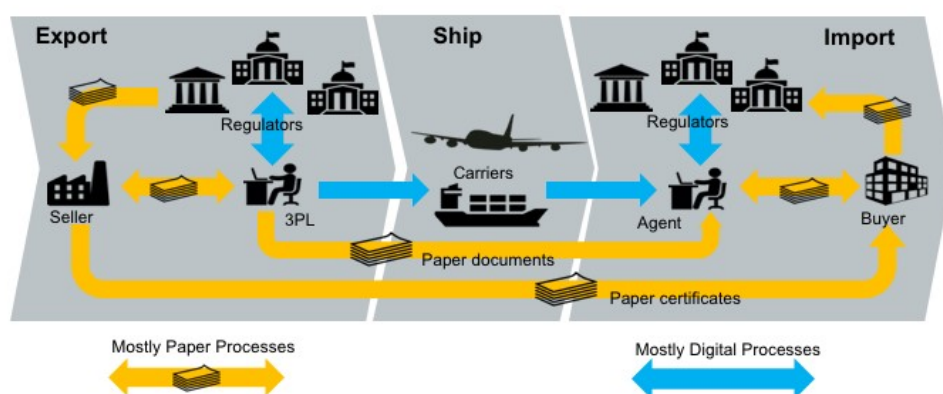 Export
Ship
Import
Regulators
Regulators
Carriers
Seller
3PL
Agent
Buyer
Paper documents
Paper certificates
Mostly Paper Processes
Mostly Digital Processes